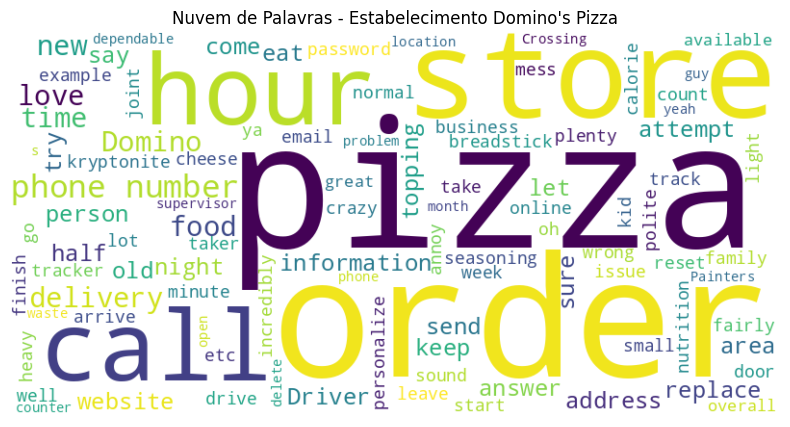 Nuvem de Palavras - Estabelecimento Domino's Pizza
dependable
location
Crossing
new
say
come
eat
password
available
hour
store
mess
guy
example
joint
calorie
love
normal
count
yeah
time
try
ya
email
problem
business
plenty
attempt
Domino
topping
breadstick
light
s
kryptonite
cheese
pizza
phone number
supervisor
great
take
let
track
person
food
crazy
month
online
kid
polite
go
taker
oh
half
lot
old
night
information
annoy
seasoning
wrong
reset
family
tracker
week
issue
finish
delivery
minute
incredibly
phone
order
sure
nutrition
Painters
waste
call
arrive
open
send
personalize
fairly
heavy
etc
keep
small
area
door
delete
sound
answer
replace
well
website
drive
Driver
leave
address
counter
start
overall